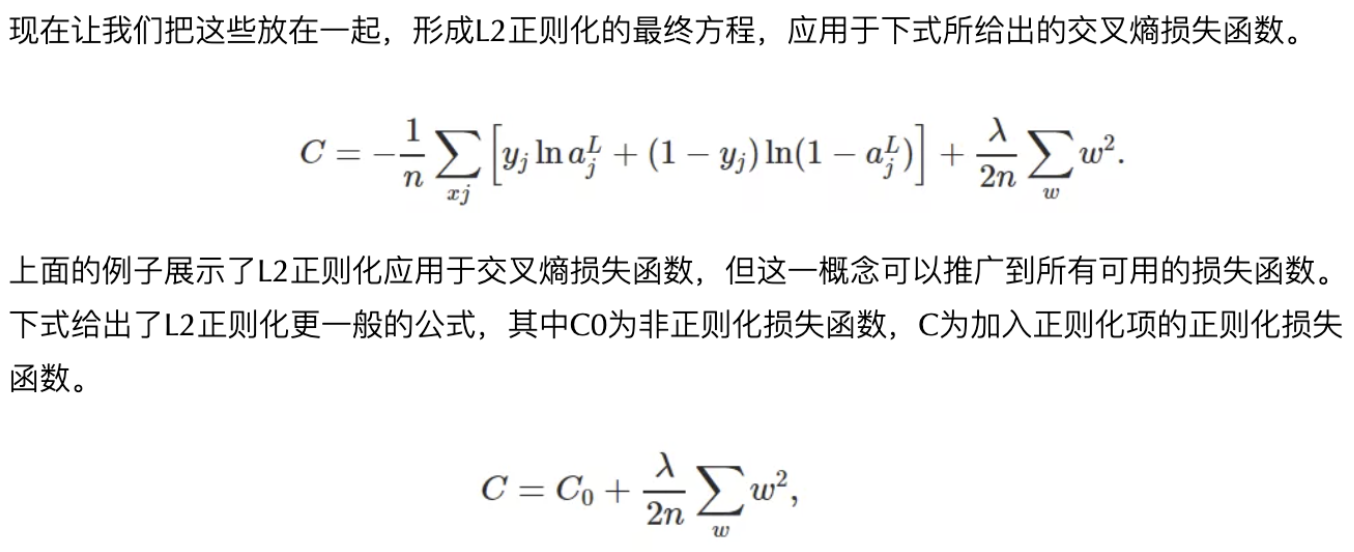 现在让我们把这些放在一起，形成L2正则化的最终方程，应用于下式所给出的交叉熵损失函数。
C = −\frac{1}{n} \sum_{xj} [y_j \ln a_j^L + (1 − y_j) \ln(1 − a_j^L)] + \frac{λ}{2n} \sum_w w^2.
上面的例子展示了L2正则化应用于交叉熵损失函数，但这一概念可以推广到所有可用的损失函数。
下式给出了L2正则化更一般的公式，其中C0为非正则化损失函数，C为加入正则化项的正则化损失
函数。
C = C_0 + \frac{λ}{2n} \sum_w w^2,